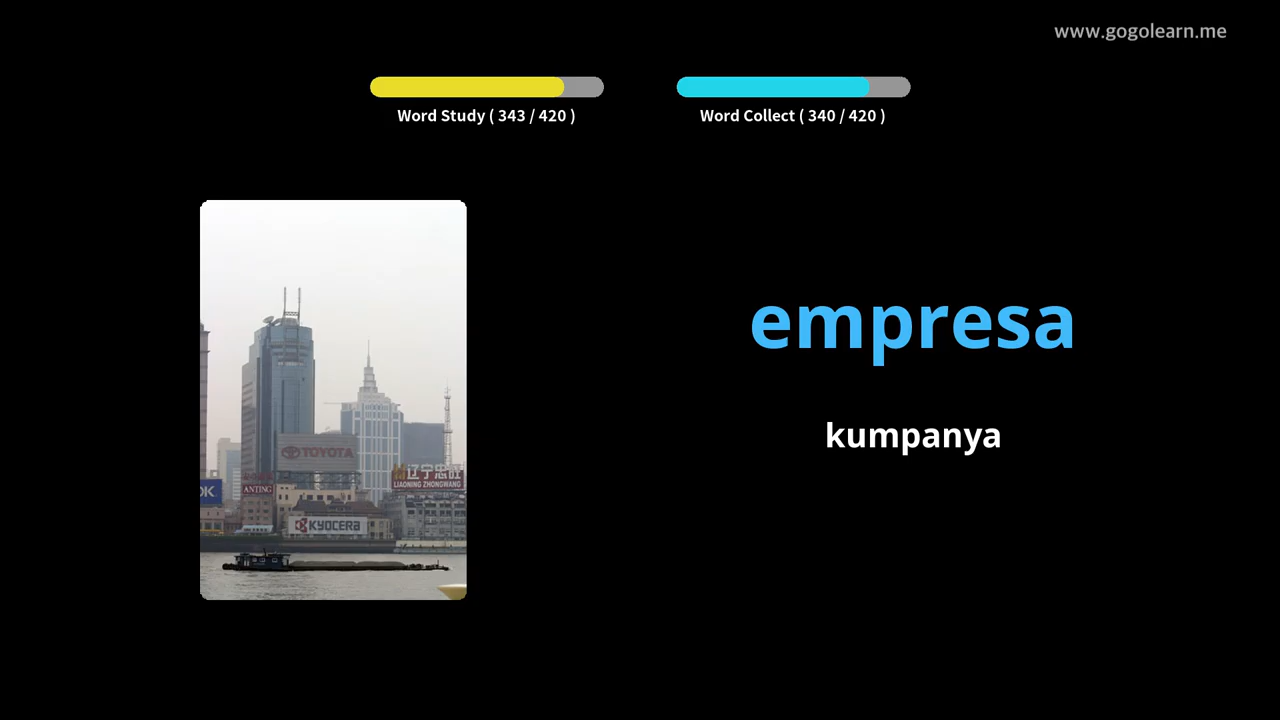 www.gogolearn.me
Word Study ( 343 / 420 )
Word Collect ( 340 / 420 )
empresa
kumpanya
TOYOTA
辽宁忠旺
LIAONING ZHONGWANG
OK
ANTING
KYOCERA